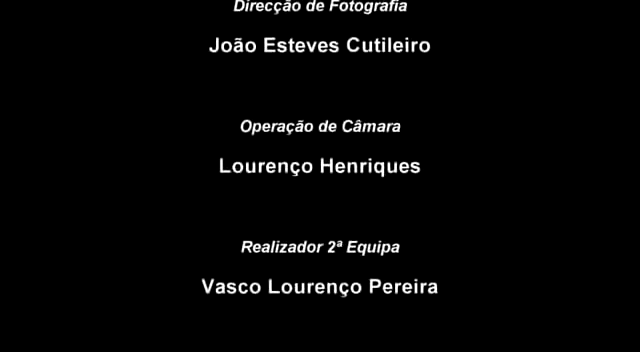 Direcção de Fotografia
João Esteves Cutileiro
Operação de Câmara
Lourenço Henriques
Realizador 2ª Equipa
Vasco Lourenço Pereira